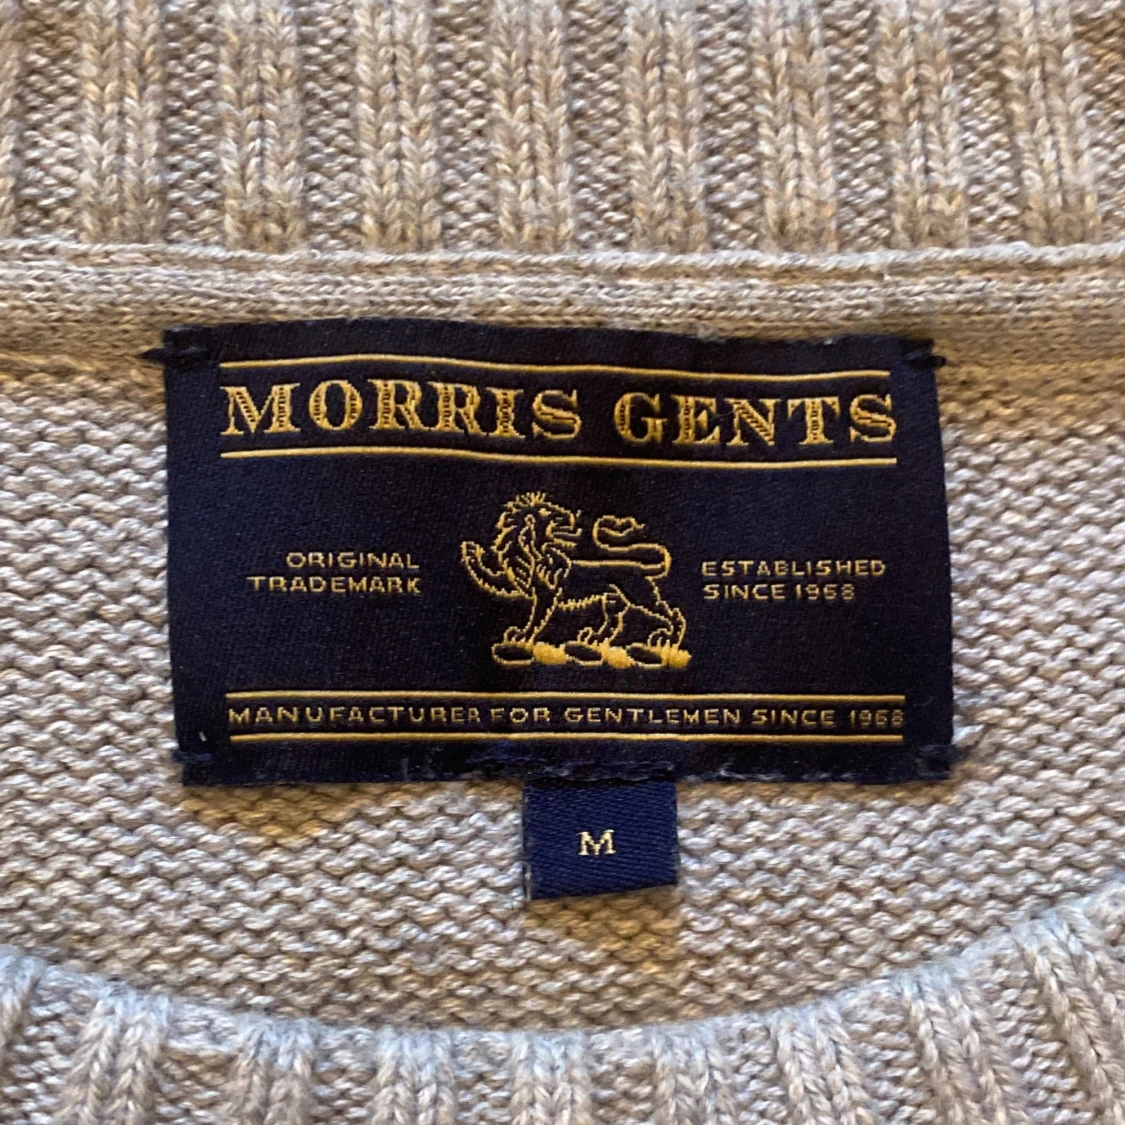 MORRIS GENTS
ORIGINAL
TRADEMARK
ESTABLISHED
SINCE 1968
MANUFACTURER FOR GENTLEMEN SINCE 1968
M